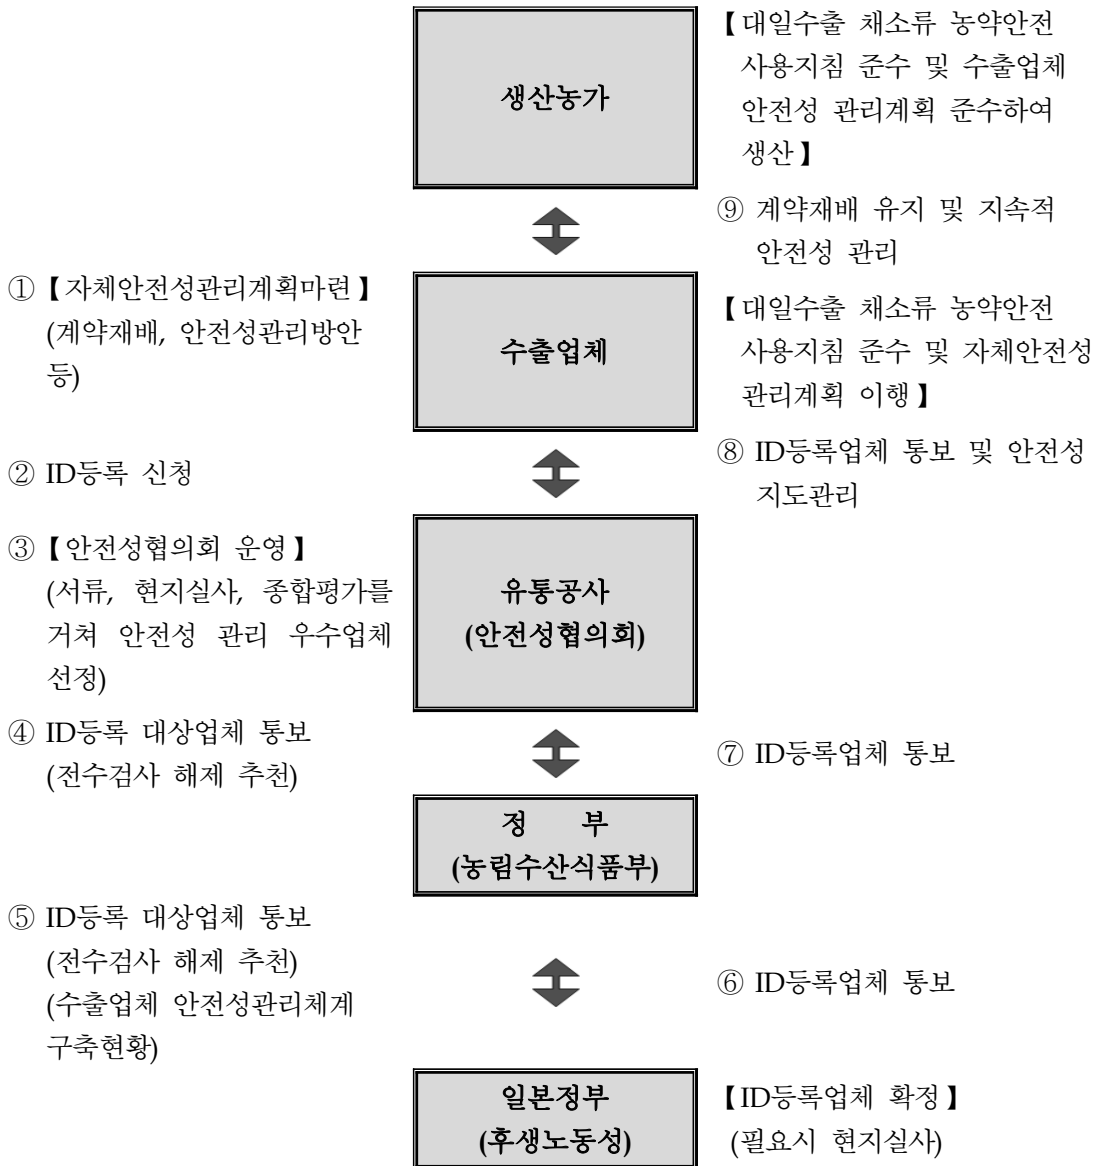 생산농가
【대일수출 채소류 농약안전
사용지침 준수 및 수출업체
안전성 관리계획 준수하여
생산】
⑨ 계약재배 유지 및 지속적
안전성 관리
①【자체안전성관리계획마련】
(계약재배, 안전성관리방안
등)
수출업체
【대일수출 채소류 농약안전
사용지침 준수 및 자체안전성
관리계획 이행】
② ID등록 신청
⑧ ID등록업체 통보 및 안전성
지도관리
③【안전성협의회 운영】
(서류, 현지실사, 종합평가를
거쳐 안전성 관리 우수업체
선정)
유통공사
(안전성협의회)
④ ID등록 대상업체 통보
(전수검사 해제 추천)
⑦ ID등록업체 통보
정 부
(농림수산식품부)
⑤ ID등록 대상업체 통보
(전수검사 해제 추천)
(수출업체 안전성관리체계
구축현황)
⑥ ID등록업체 통보
일본정부
(후생노동성)
【ID등록업체 확정】
(필요시 현지실사)